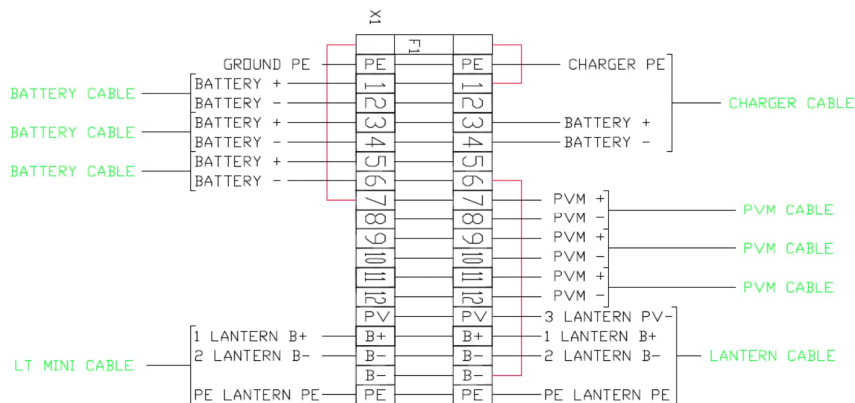 X1
F1
GROUND PE PE PE CHARGER PE
BATTERY + 1 1
BATTERY CABLE CHARGER CABLE
BATTERY - 2 2
BATTERY + 3 3 BATTERY +
BATTERY CABLE
BATTERY - 4 4 BATTERY -
BATTERY + 5 5
BATTERY CABLE
BATTERY - 6 6
7 7 PVM +
PVM CABLE
8 8 PVM -
9 9 PVM +
PVM CABLE
10 10 PVM -
11 11 PVM +
PVM CABLE
12 12 PVM -
PV PV 3 LANTERN PV-
1 LANTERN B+ B+ B+ 1 LANTERN B+
2 LANTERN B- B- B- 2 LANTERN B- LANTERN CABLE
LT MINI CABLE
B- B-
PE LANTERN PE PE PE PE LANTERN PE